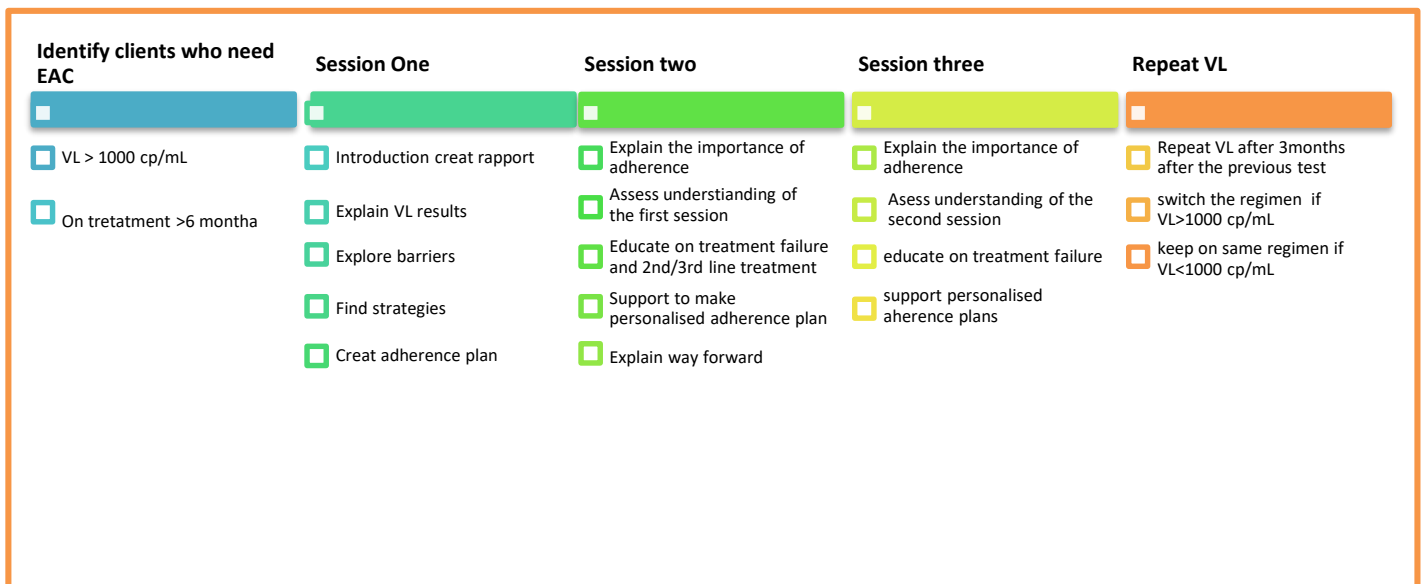 Identify clients who need
EAC
VL > 1000 cp/mL
On tretatment >6 montha
Session One
Introduction creat rapport
Explain VL results
Explore barriers
Find strategies
Creat adherence plan
Session two
Explain the importance of
adherence
Assess understianding of
the first session
Educate on treatment failure
and 2nd/3rd line treatment
Support to make
personalised adherence plan
Explain way forward
Session three
Explain the importance of
adherence
Asess understanding of the
second session
educate on treatment failure
support personalised
aherence plans
Repeat VL
Repeat VL after 3months
after the previous test
switch the regimen if
VL>1000 cp/mL
keep on same regimen if
VL<1000 cp/mL